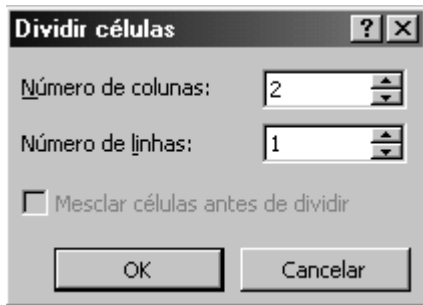 Dividir células
Número de colunas: 2
Número de linhas: 1
Mesclar células antes de dividir
OK Cancelar